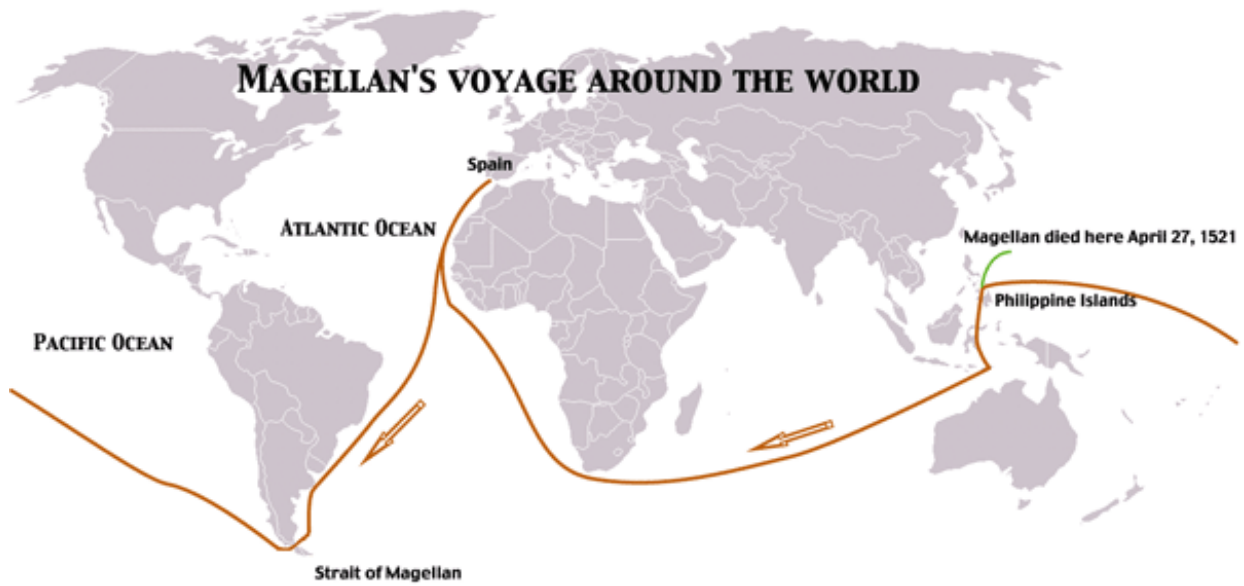 Magellan's voyage around the world
Spain
Atlantic Ocean
Magellan died here April 27, 1521
Philippine Islands
Pacific Ocean
Strait of Magellan